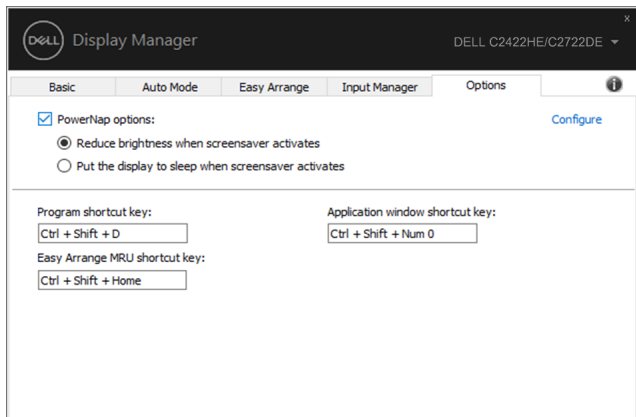 DELL Display Manager
x
DELL C2422HE/C2722DE
Basic Auto Mode Easy Arrange Input Manager Options i
PowerNap options: Configure
Reduce brightness when screensaver activates
Put the display to sleep when screensaver activates
Program shortcut key: Application window shortcut key:
Ctrl + Shift + D Ctrl + Shift + Num 0
Easy Arrange MRU shortcut key:
Ctrl + Shift + Home